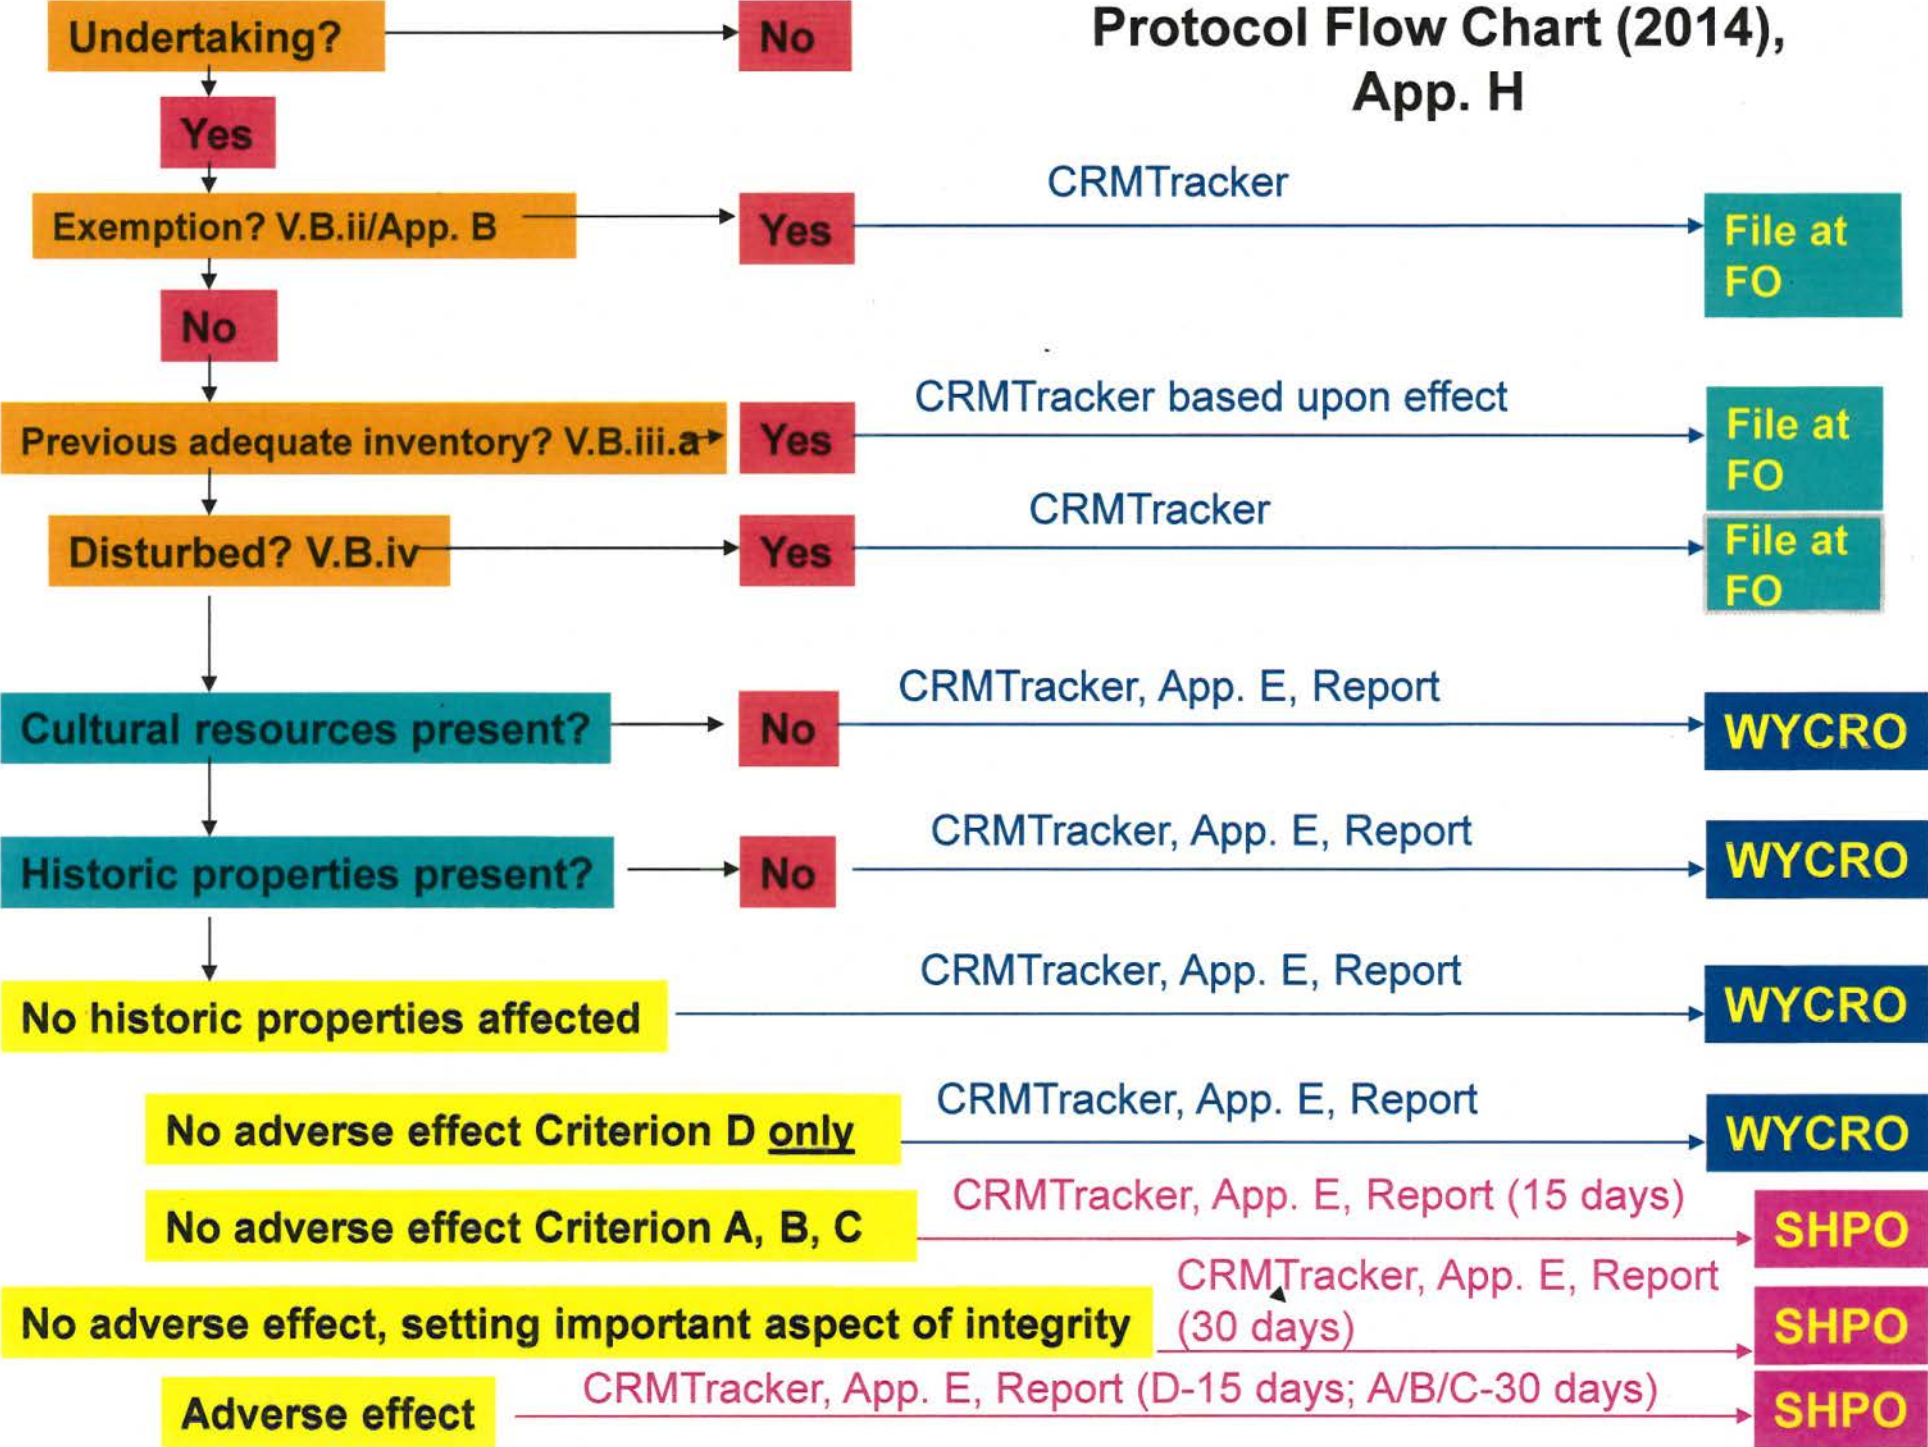 Protocol Flow Chart (2014),
App. H
Undertaking?
No
Yes
Exemption? V.B.ii/App. B
Yes
CRMTracker
File at
FO
No
Previous adequate inventory? V.B.iii.a
Yes
CRMTracker based upon effect
File at
FO
Disturbed? V.B.iv
Yes
CRMTracker
File at
FO
Cultural resources present?
No
CRMTracker, App. E, Report
WYCRO
Historic properties present?
No
CRMTracker, App. E, Report
WYCRO
No historic properties affected
CRMTracker, App. E, Report
WYCRO
No adverse effect Criterion D only
CRMTracker, App. E, Report
WYCRO
No adverse effect Criterion A, B, C
CRMTracker, App. E, Report (15 days)
SHPO
No adverse effect, setting important aspect of integrity
CRMTracker, App. E, Report
(30 days)
SHPO
Adverse effect
CRMTracker, App. E, Report (D-15 days; A/B/C-30 days)
SHPO